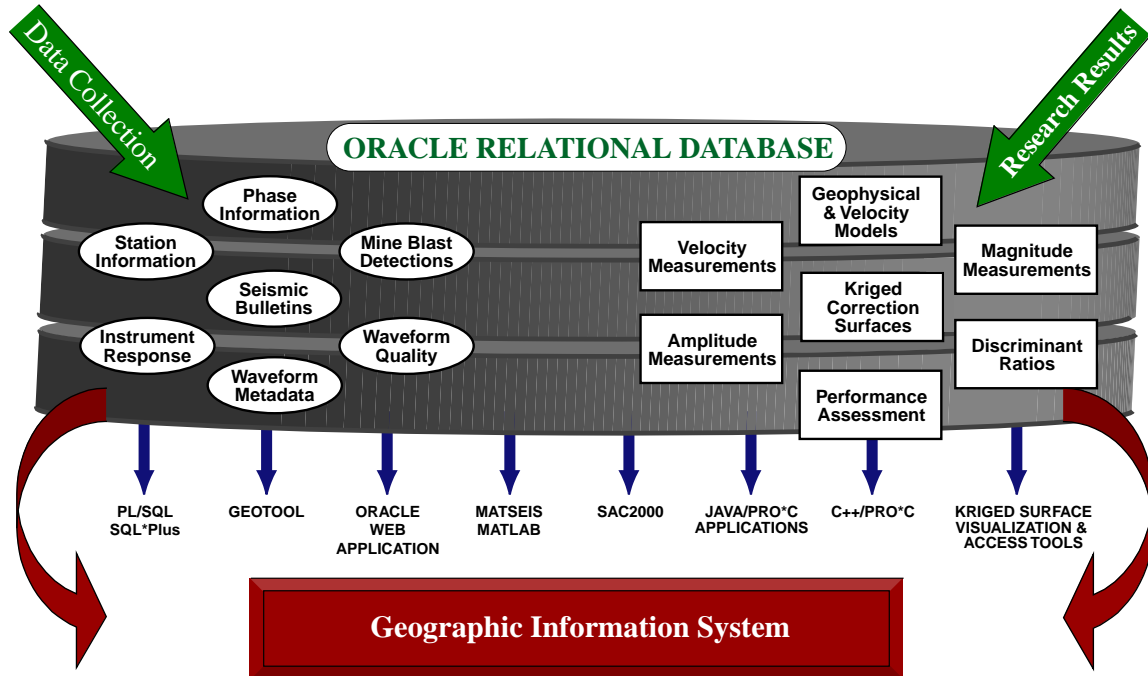 Data Collection
Research Results
ORACLE RELATIONAL DATABASE
Phase
Information
Station
Information
Mine Blast
Detections
Seismic
Bulletins
Instrument
Response
Waveform
Quality
Waveform
Metadata
Geophysical
& Velocity
Models
Velocity
Measurements
Magnitude
Measurements
Kriged
Correction
Surfaces
Amplitude
Measurements
Discriminant
Ratios
Performance
Assessment
PL/SQL
SQL*Plus
GEOTOOL
ORACLE
WEB
APPLICATION
MATSEIS
MATLAB
SAC2000
JAVA/PRO*C
APPLICATIONS
C++/PRO*C
KRIGED SURFACE
VISUALIZATION &
ACCESS TOOLS
Geographic Information System